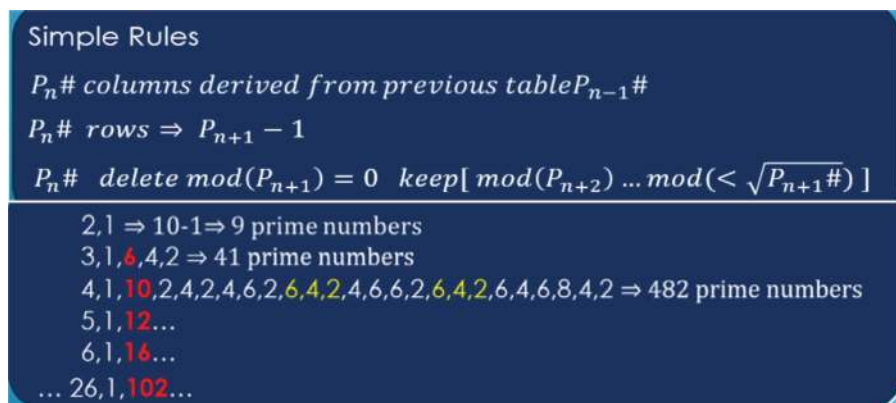 Simple Rules
Pₙ# columns derived from previous tablePₙ₋₁#
Pₙ# rows ⇒ Pₙ₊₁ − 1
Pₙ# delete mod(Pₙ₊₁) = 0 keep[ mod(Pₙ₊₂) … mod(< √(Pₙ₊₁#)) ]
2,1 ⇒ 10-1⇒ 9 prime numbers
3,1,6,4,2 ⇒ 41 prime numbers
4,1,10,2,4,2,4,6,2,6,4,2,4,6,6,2,6,4,2,6,4,6,8,4,2 ⇒ 482 prime numbers
5,1,12…
6,1,16…
… 26,1,102…